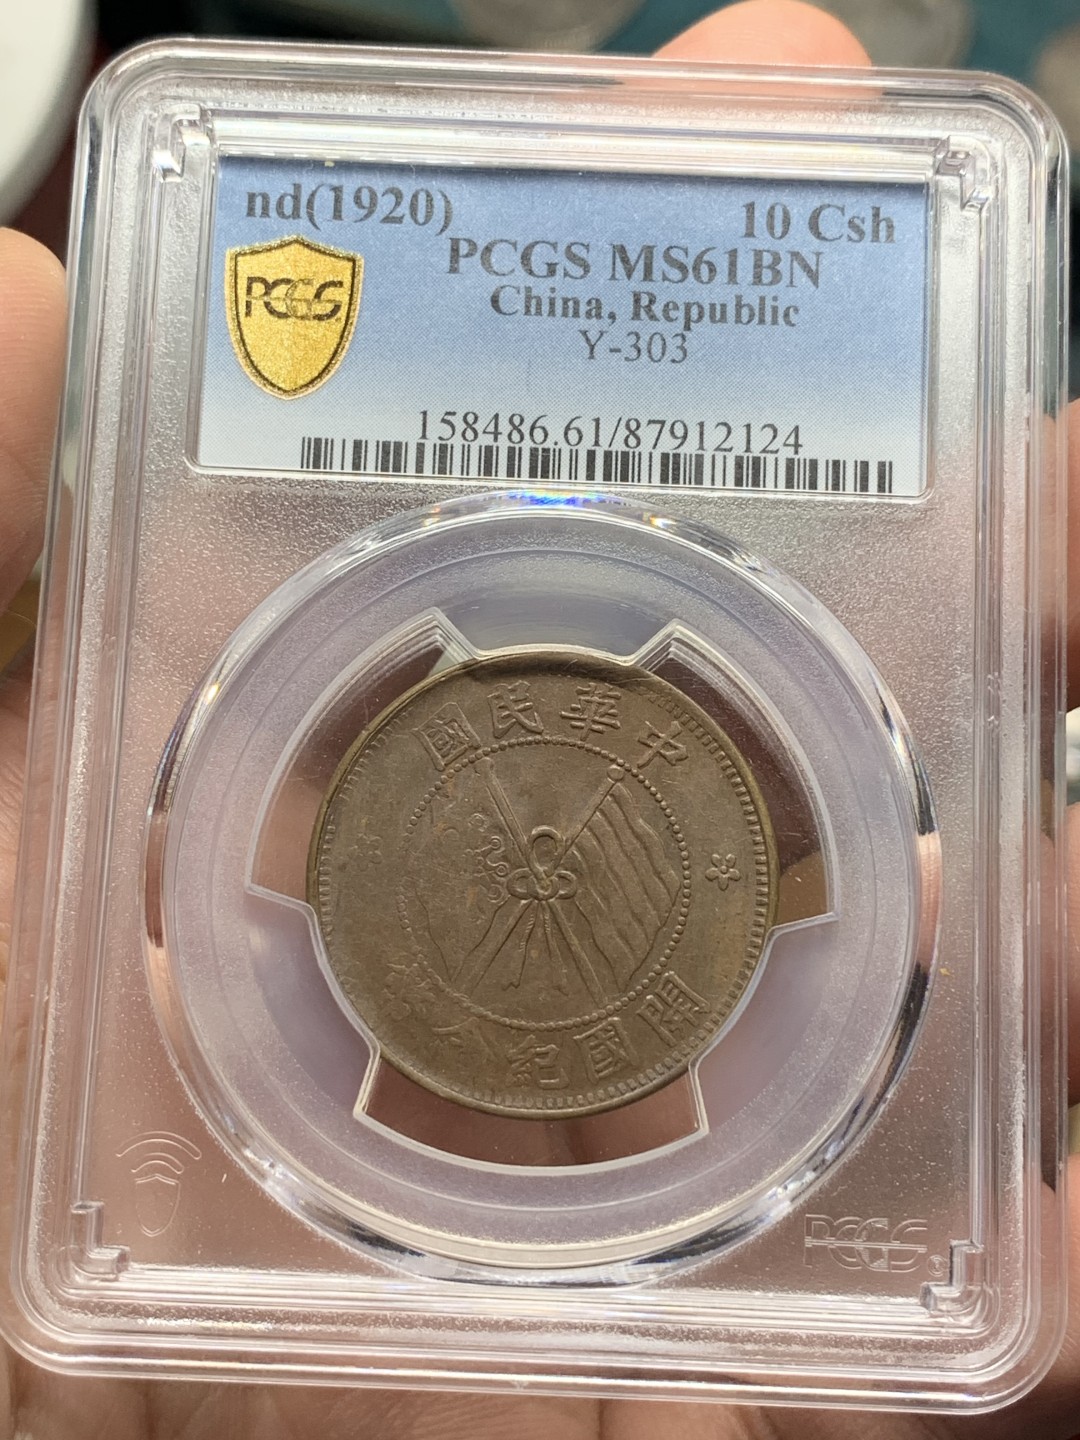 nd(1920) 10 Csh
PCGS MS61BN
China, Republic
Y-303
PCGS
158486.61/87912124
中華民國
開國紀念幣
PCGS